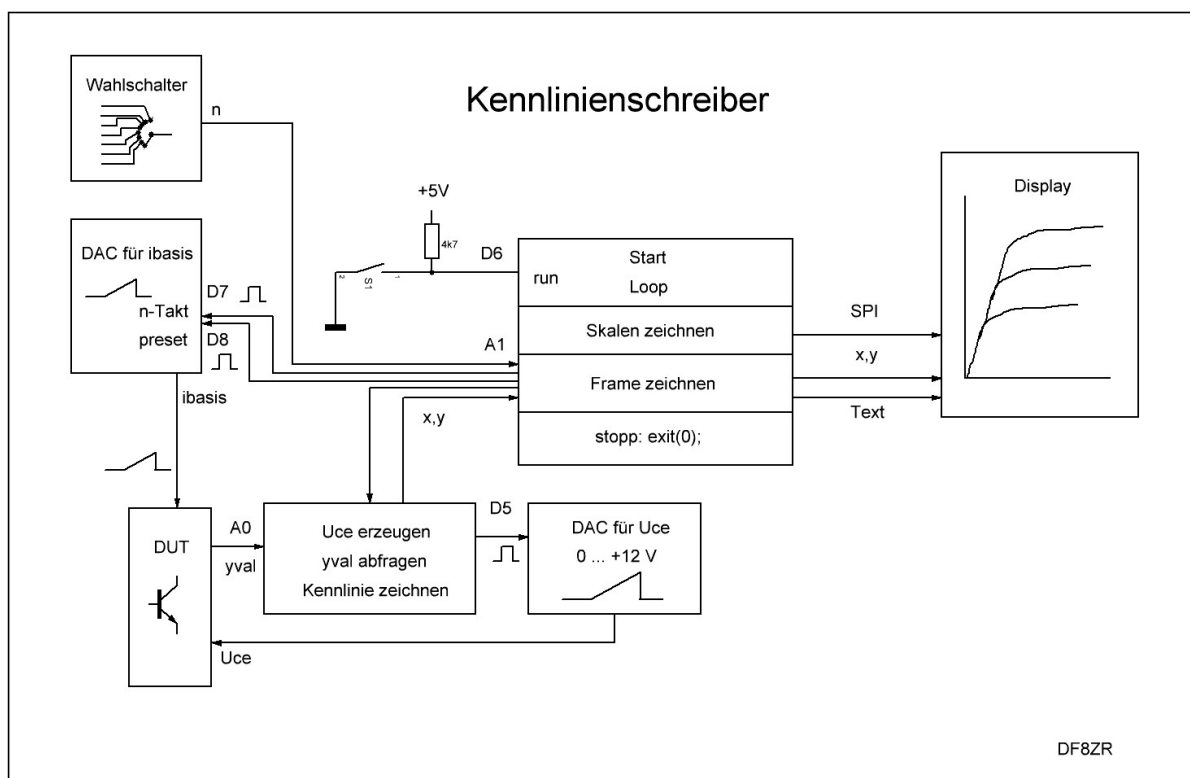 Kennlinienschreiber
Wahlschalter
n
DAC für ibasis
n-Takt
preset
D7
D8
ibasis
+5V
4k7
D6
S1
1
2
A1
run
Start
Loop
Skalen zeichnen
Frame zeichnen
stopp: exit(0);
SPI
x,y
Text
Display
x,y
DUT
A0
yval
Uce erzeugen
yval abfragen
Kennlinie zeichnen
D5
DAC für Uce
0 ... +12 V
Uce
DF8ZR